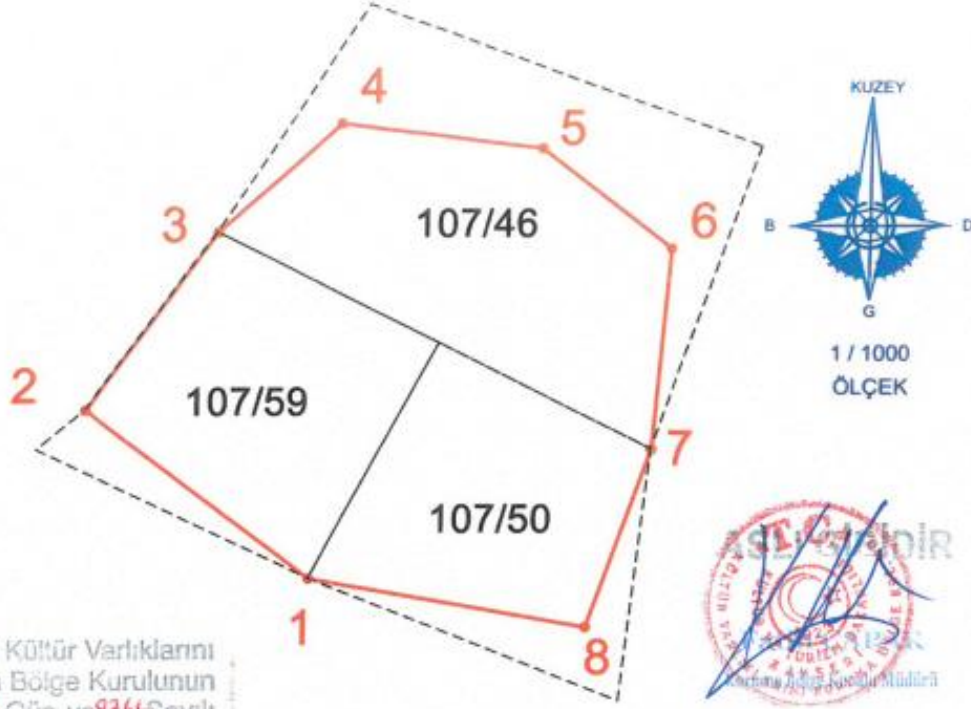 KUZEY
4
5
6
107/46
3
B
D
G
1 / 1000
ÖLÇEK
2
107/59
7
107/50
T.C.
1
8
Kültür Varlıklarını
Bölge Kurulunun
Müdürü